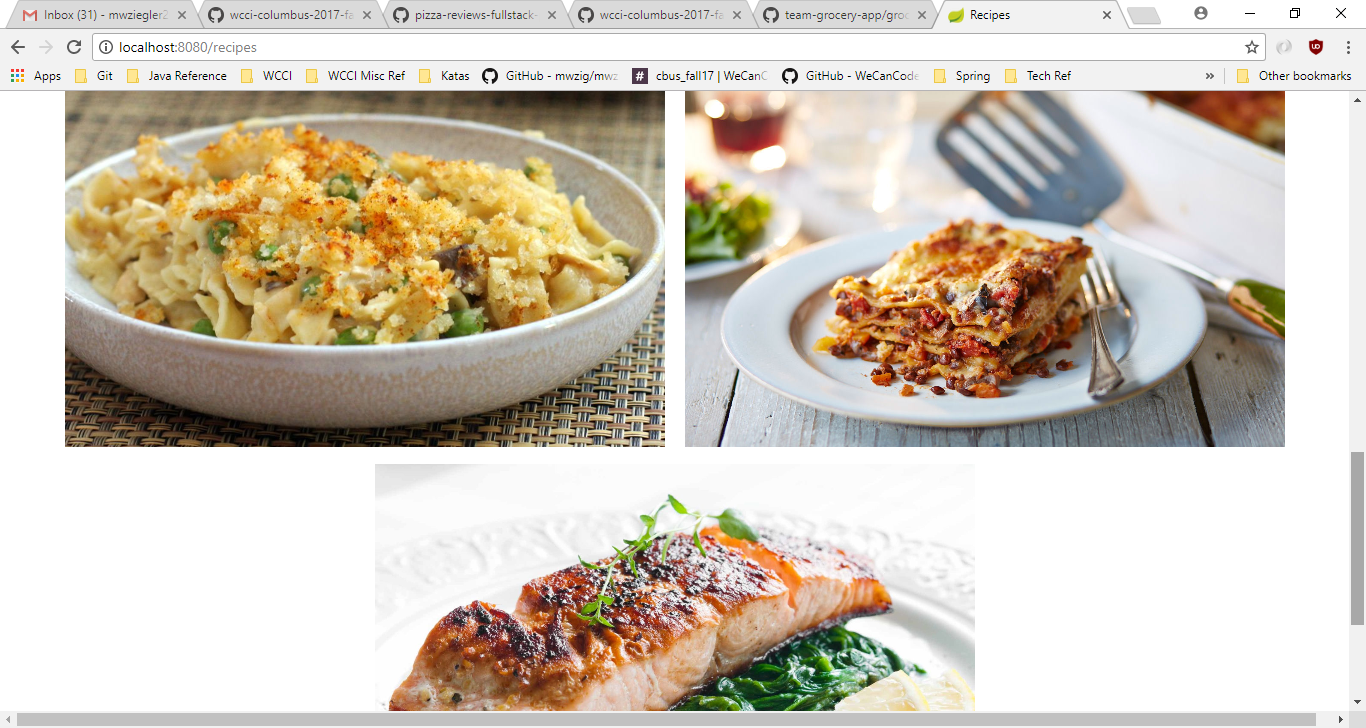 Inbox (31) - mwziegler2 wcci-columbus-2017-fa pizza-reviews-fullstack- wcci-columbus-2017-fa team-grocery-app/groc Recipes
localhost:8080/recipes
Apps Git Java Reference WCCI WCCI Misc Ref Katas GitHub - mwzig/mwz # cbus_fall17 | WeCanC GitHub - WeCanCode Spring Tech Ref » Other bookmarks